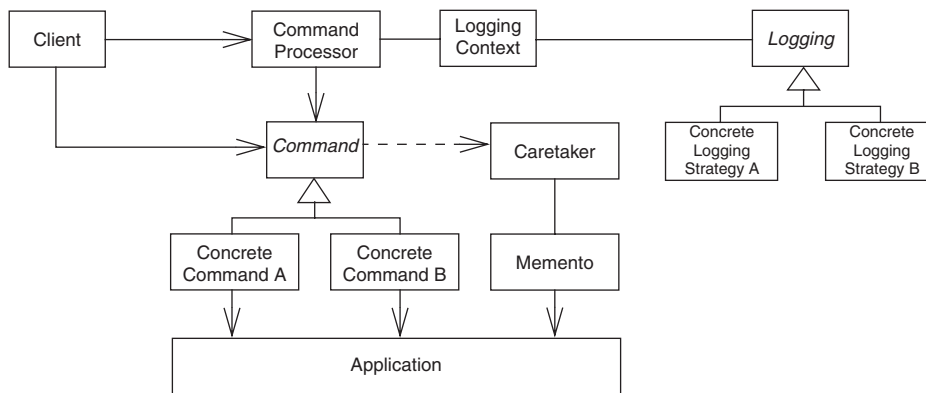 Client
Command
Processor
Logging
Context
Logging
Command
Caretaker
Concrete
Logging
Strategy A
Concrete
Logging
Strategy B
Concrete
Command A
Concrete
Command B
Memento
Application